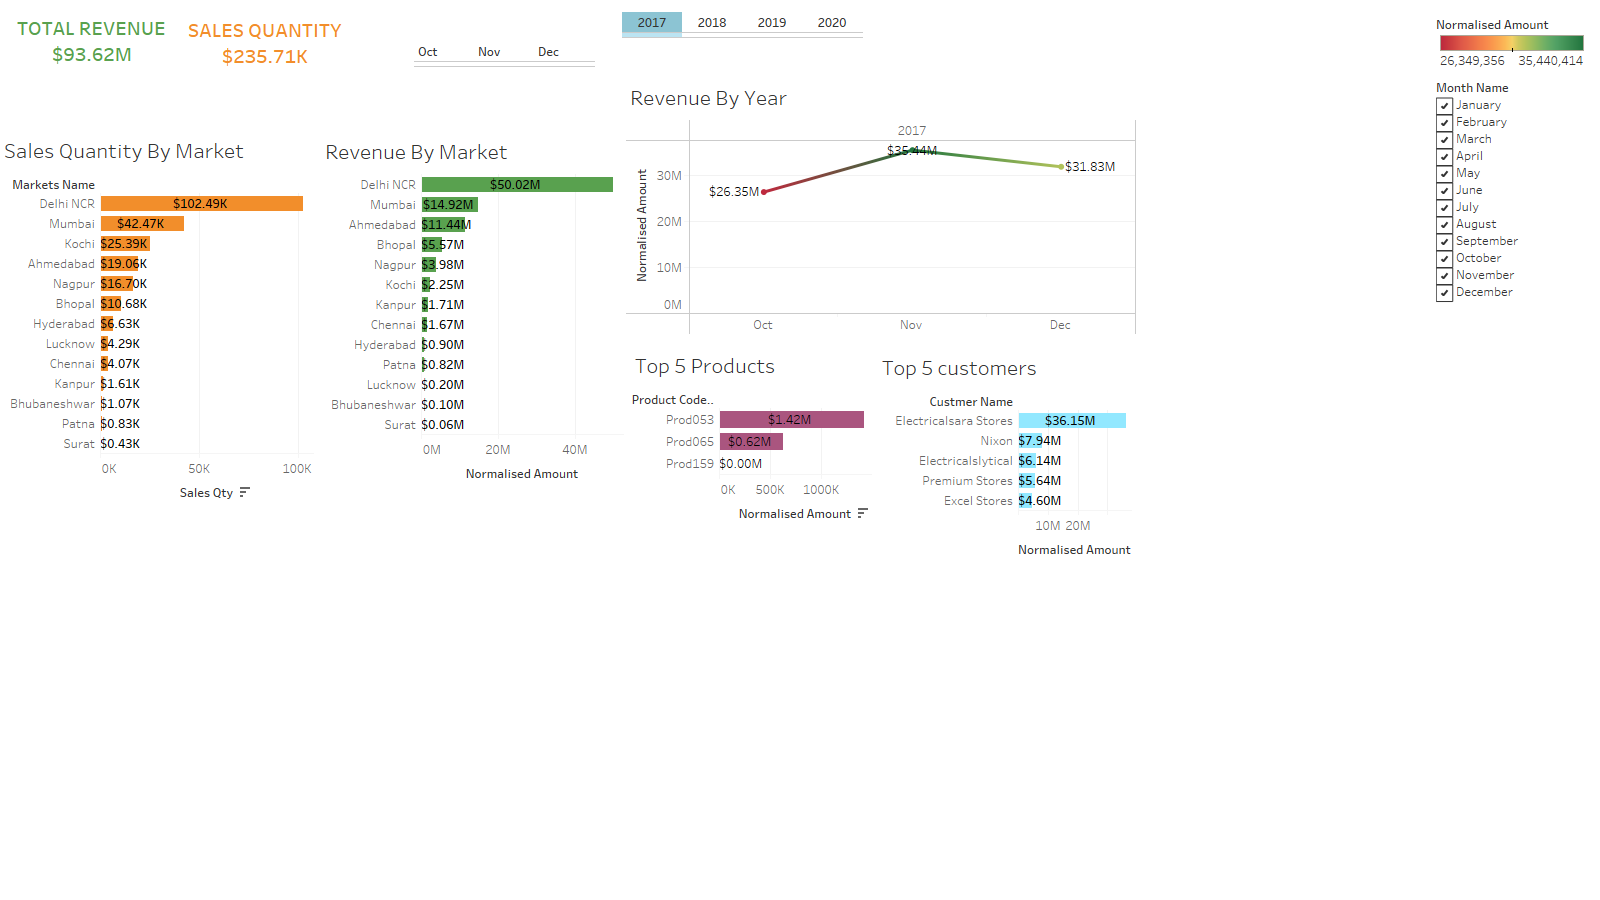 TOTAL REVENUE
$93.62M
SALES QUANTITY
$235.71K
Oct Nov Dec
2017 2018 2019 2020
Normalised Amount
26,349,356 35,440,414
Month Name
January
February
March
April
May
June
July
August
September
October
November
December
Sales Quantity By Market
Markets Name
Delhi NCR $102.49K
Mumbai $42.47K
Kochi $25.39K
Ahmedabad $19.06K
Nagpur $16.70K
Bhopal $10.68K
Hyderabad $6.63K
Lucknow $4.29K
Chennai $4.07K
Kanpur $1.61K
Bhubaneshwar $1.07K
Patna $0.83K
Surat $0.43K
0K 50K 100K
Sales Qty
Revenue By Market
Delhi NCR $50.02M
Mumbai $14.92M
Ahmedabad $11.44M
Bhopal $5.57M
Nagpur $3.98M
Kochi $2.25M
Kanpur $1.71M
Chennai $1.67M
Hyderabad $0.90M
Patna $0.82M
Lucknow $0.20M
Bhubaneshwar $0.10M
Surat $0.06M
0M 20M 40M
Normalised Amount
Revenue By Year
2017
$35.44M
$31.83M
$26.35M
Normalised Amount
30M
20M
10M
0M
Oct Nov Dec
Top 5 Products
Product Code..
Prod053 $1.42M
Prod065 $0.62M
Prod159 $0.00M
0K 500K 1000K
Normalised Amount
Top 5 customers
Custmer Name
Electricalsara Stores $36.15M
Nixon $7.94M
Electricalslytical $6.14M
Premium Stores $5.64M
Excel Stores $4.60M
10M 20M
Normalised Amount